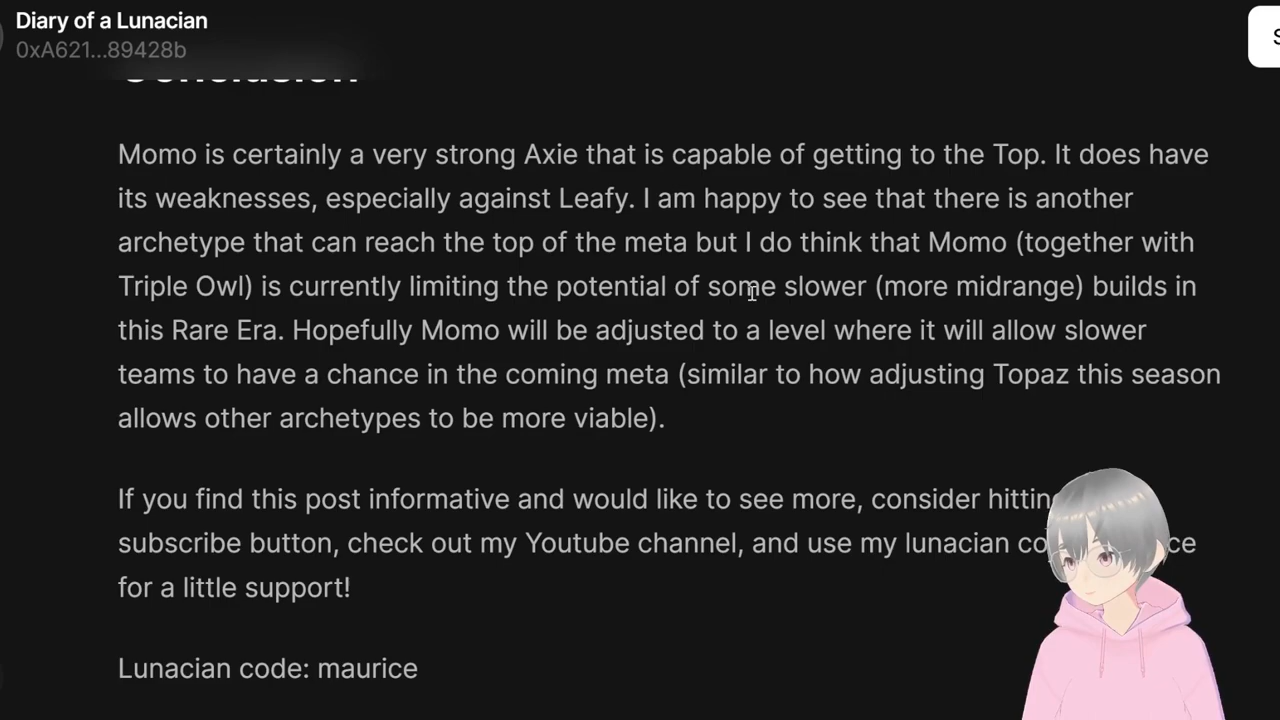 Diary of a Lunacian
0xA621...89428b
Conclusion
Momo is certainly a very strong Axie that is capable of getting to the Top. It does have
its weaknesses, especially against Leafy. I am happy to see that there is another
archetype that can reach the top of the meta but I do think that Momo (together with
Triple Owl) is currently limiting the potential of some slower (more midrange) builds in
this Rare Era. Hopefully Momo will be adjusted to a level where it will allow slower
teams to have a chance in the coming meta (similar to how adjusting Topaz this season
allows other archetypes to be more viable).
If you find this post informative and would like to see more, consider
subscribe button, check out my Youtube channel, and use my lunacian
for a little support!
Lunacian code: maurice